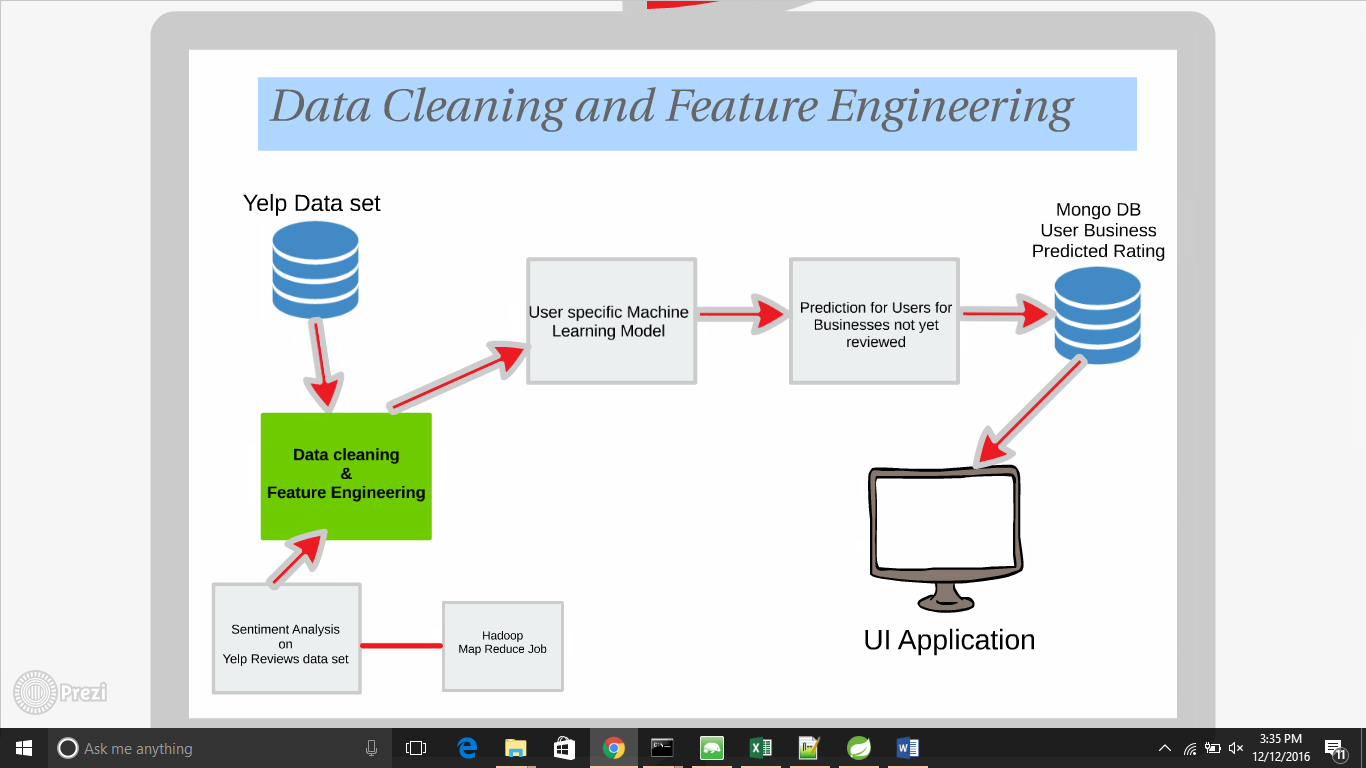 Data Cleaning and Feature Engineering
Yelp Data set
Mongo DB
User Business
Predicted Rating
User specific Machine
Learning Model
Prediction for Users for
Businesses not yet
reviewed
Data cleaning
&
Feature Engineering
Sentiment Analysis
on
Yelp Reviews data set
Hadoop
Map Reduce Job
UI Application
Prezi
Ask me anything
3:35 PM
12/12/2016
11